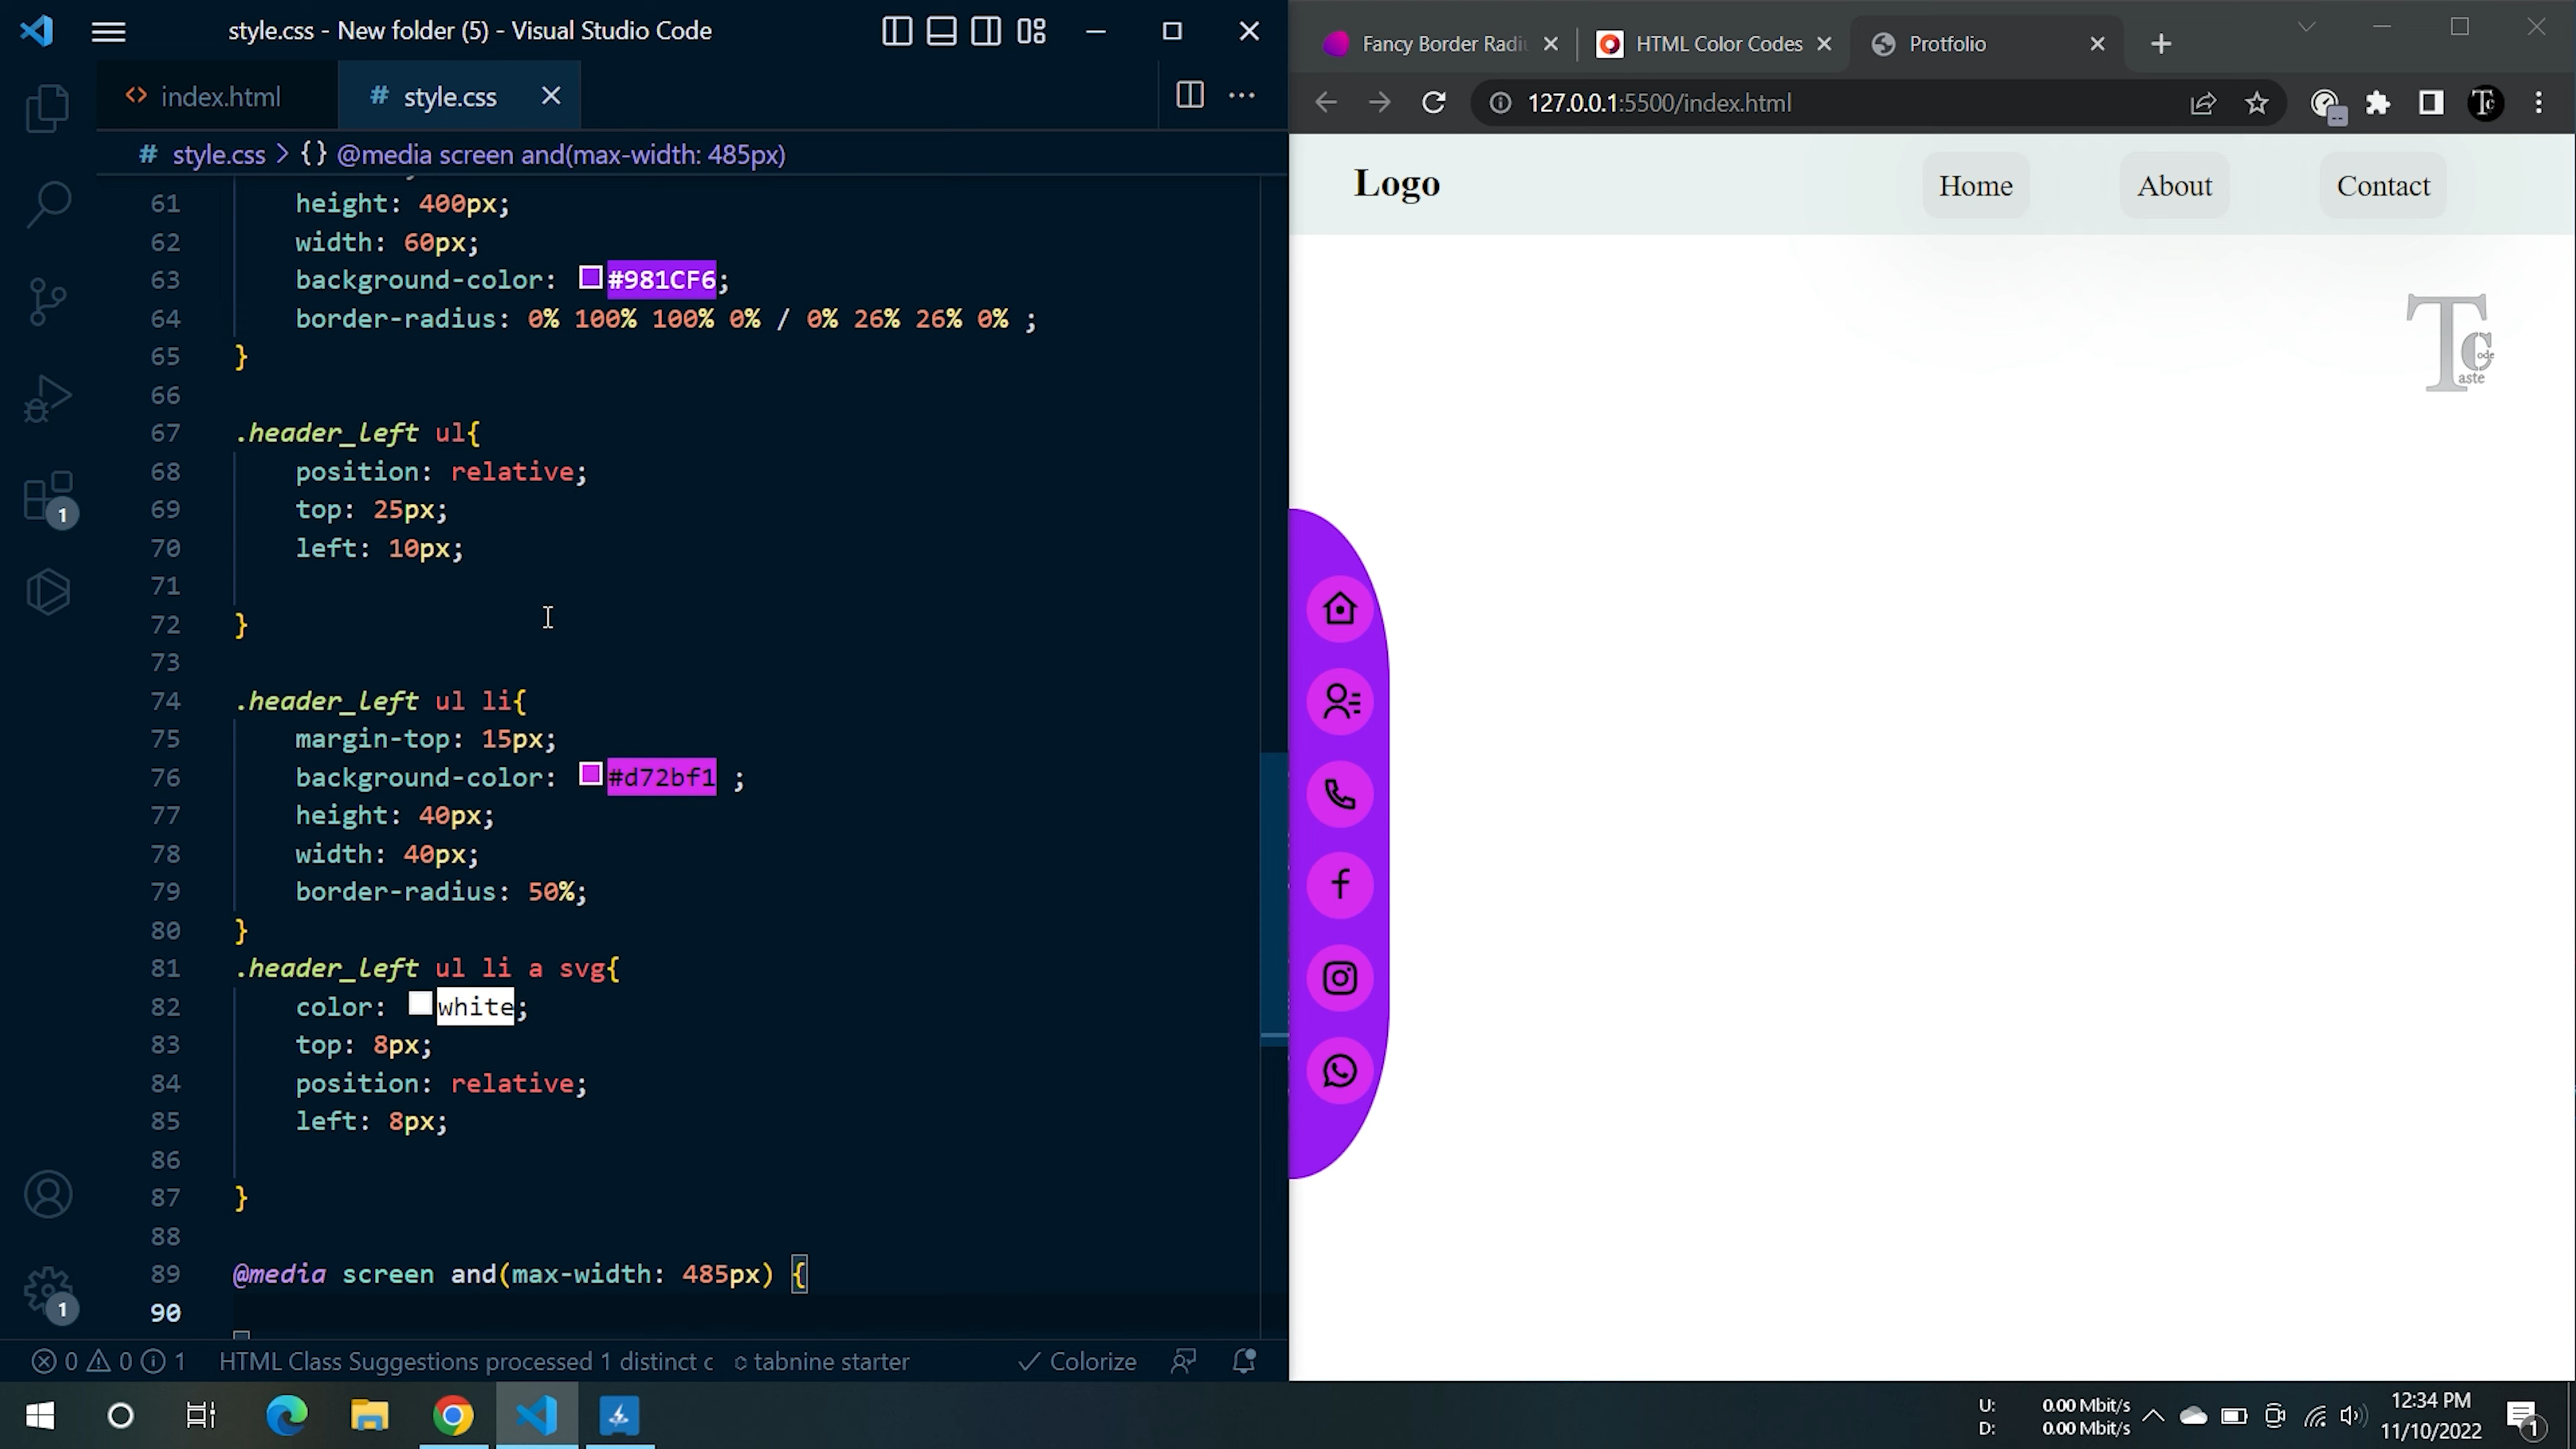 style.css - New folder (5) - Visual Studio Code
index.html
style.css
style.css > {} @media screen and(max-width: 485px)
61 height: 400px;
62 width: 60px;
63 background-color: #981CF6;
64 border-radius: 0% 100% 100% 0% / 0% 26% 26% 0% ;
65 }
66
67 .header_left ul{
68 position: relative;
69 top: 25px;
70 left: 10px;
71
72 }
73
74 .header_left ul li{
75 margin-top: 15px;
76 background-color: #d72bf1 ;
77 height: 40px;
78 width: 40px;
79 border-radius: 50%;
80 }
81 .header_left ul li a svg{
82 color: white;
83 top: 8px;
84 position: relative;
85 left: 8px;
86
87 }
88
89 @media screen and(max-width: 485px) {
90
1
1
0 0 1 HTML Class Suggestions processed 1 distinct c tabnine starter Colorize
Fancy Border Radi
HTML Color Codes
Protfolio
127.0.0.1:5500/index.html
Tc
Logo
Home
About
Contact
Taste
Code
U: 0.00 Mbit/s
D: 0.00 Mbit/s
12:34 PM
11/10/2022
1